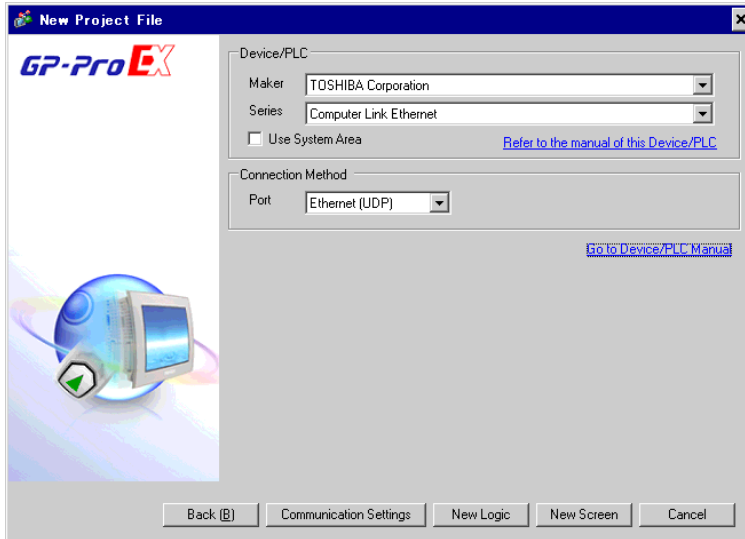 New Project File
GP-Pro EX
Device/PLC
Maker TOSHIBA Corporation
Series Computer Link Ethernet
Use System Area Refer to the manual of this Device/PLC
Connection Method
Port Ethernet (UDP)
Go to Device/PLC Manual
Back (B) Communication Settings New Logic New Screen Cancel